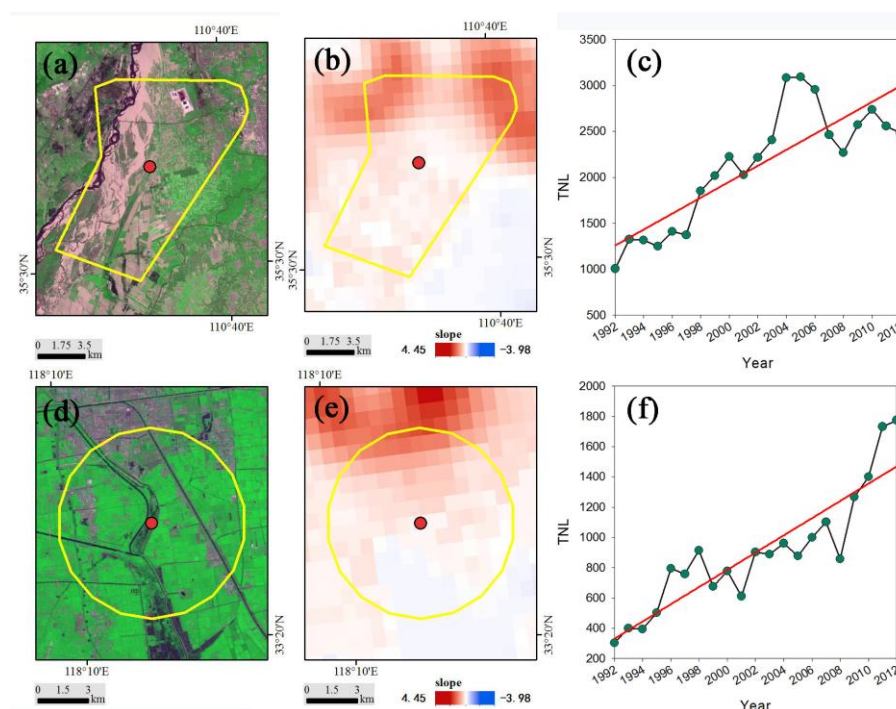 110°40'E
110°40'E
(a)
(b)
(c)
35°30'N
35°30'N
35°30'N
35°30'N
110°40'E
110°40'E
0 1.75 3.5
km
0 1.75 3.5
km
slope
4.45
-3.98
3500
3000
2500
2000
1500
1000
500
TNL
1992
1994
1996
1998
2000
2002
2004
2006
2008
2010
Year
118°10'E
118°10'E
(d)
(e)
(f)
33°20'N
33°20'N
118°10'E
118°10'E
0 1.5 3
km
0 1.5 3
km
slope
4.45
-3.98
2000
1800
1600
1400
1200
1000
800
600
400
200
TNL
1992
1994
1996
1998
2000
2002
2004
2006
2008
2010
2012
Year